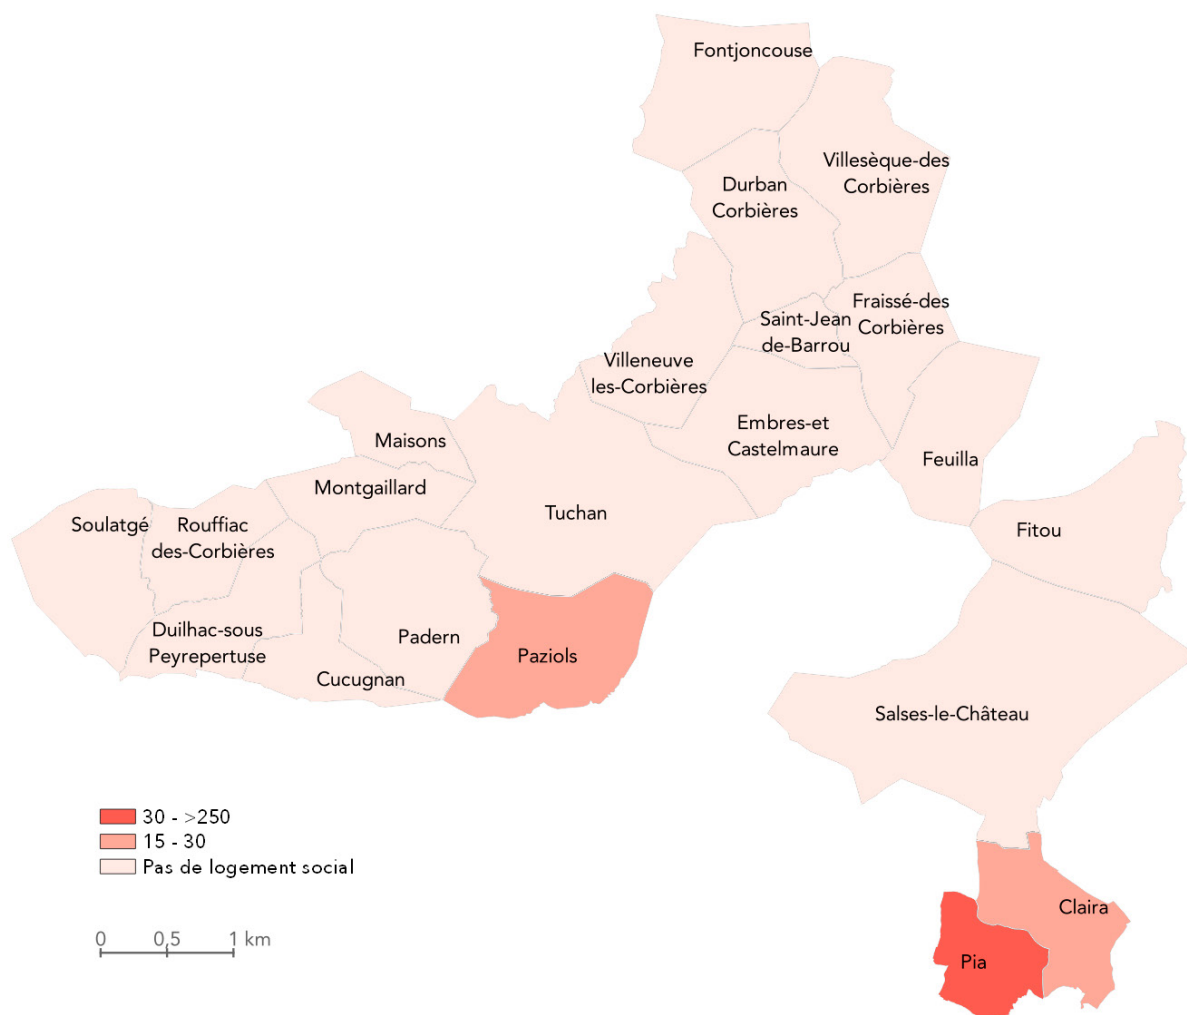 Fontjoncouse
Villesèque-des
Corbières
Durban
Corbières
Fraissé-des
Corbières
Saint-Jean
de-Barrou
Villeneuve
les-Corbières
Embres-et
Castelmaure
Maisons
Feuilla
Montgaillard
Tuchan
Soulatgé
Rouffiac
des-Corbières
Fitou
Duilhac-sous
Peyrepertuse
Padern
Paziols
Cucugnan
Salses-le-Château
30 - >250
15 - 30
Pas de logement social
Claira
0 0,5 1 km
Pia